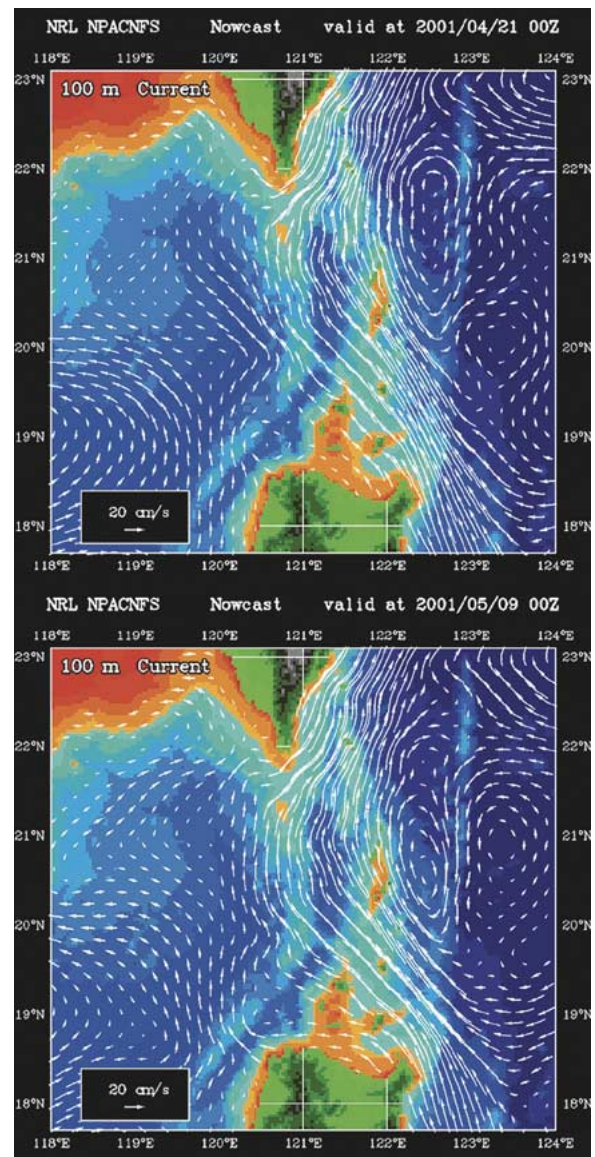 NRL NPACNFS Nowcast valid at 2001/04/21 00Z
118°E 119°E 120°E 121°E 122°E 123°E 124°E
100 m Current
23°N 23°N
22°N 22°N
21°N 21°N
20°N 20°N
19°N 19°N
20 cm/s
18°N 18°N
118°E 119°E 120°E 121°E 122°E 123°E 124°E
NRL NPACNFS Nowcast valid at 2001/05/09 00Z
118°E 119°E 120°E 121°E 122°E 123°E 124°E
23°N 23°N
100 m Current
22°N 22°N
21°N 21°N
20°N 20°N
19°N 19°N
20 cm/s
18°N 18°N
118°E 119°E 120°E 121°E 122°E 123°E 124°E